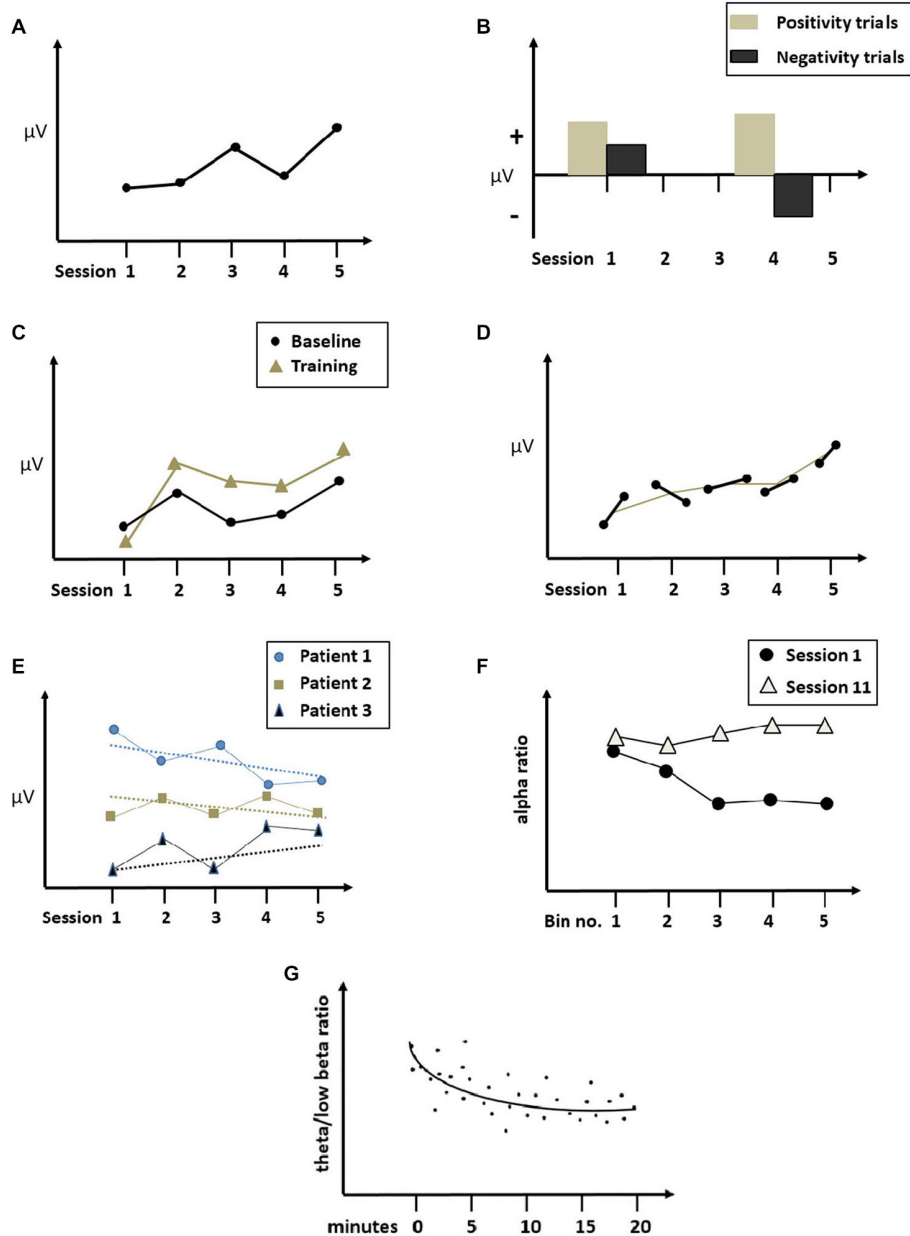 A
μV
Session 1 2 3 4 5
B
Positivity trials
Negativity trials
+
μV
-
Session 1 2 3 4 5
C
Baseline
Training
μV
Session 1 2 3 4 5
D
μV
Session 1 2 3 4 5
E
Patient 1
Patient 2
Patient 3
μV
Session 1 2 3 4 5
F
Session 1
Session 11
alpha ratio
Bin no. 1 2 3 4 5
G
theta/low beta ratio
minutes 0 5 10 15 20